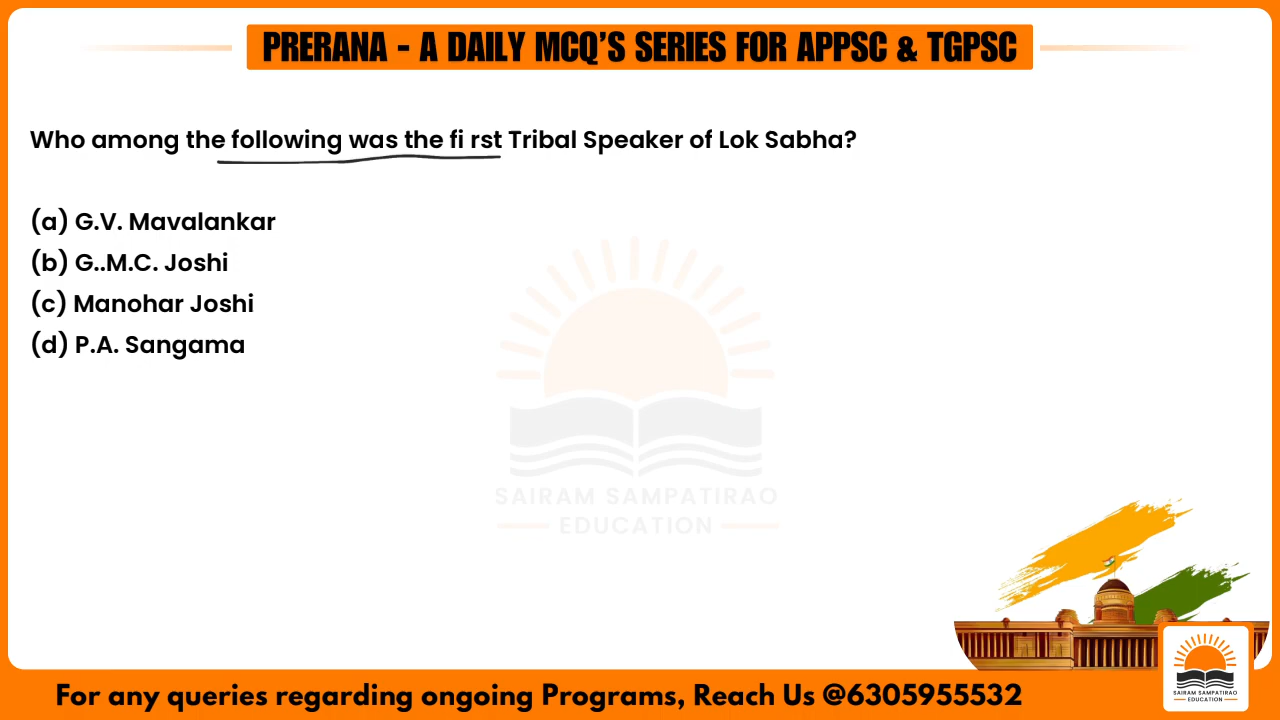 PRERANA - A DAILY MCQ'S SERIES FOR APPSC & TGPSC
Who among the following was the fi rst Tribal Speaker of Lok Sabha?
(a) G.V. Mavalankar
(b) G..M.C. Joshi
(c) Manohar Joshi
(d) P.A. Sangama
SAIRAM SAMPATIRAO
EDUCATION
For any queries regarding ongoing Programs, Reach Us @6305955532
SAIRAM SAMPATIRAO
EDUCATION